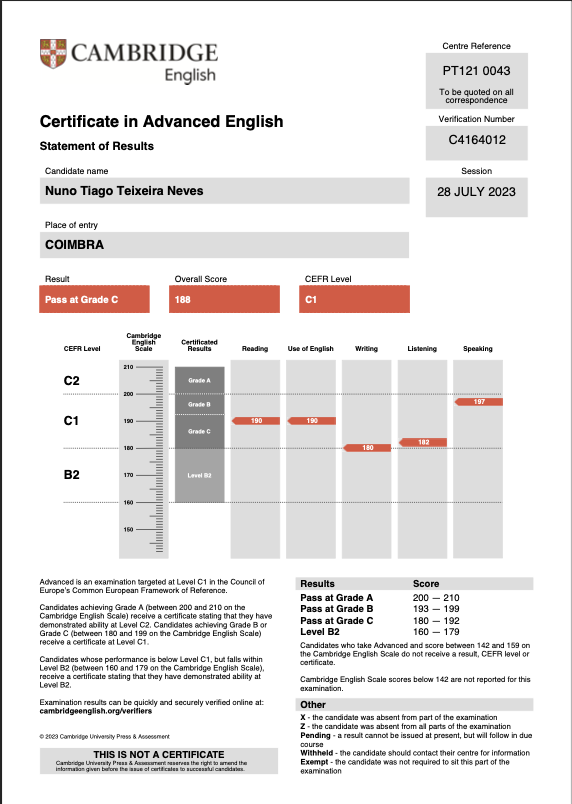 CAMBRIDGE
English
Centre Reference
PT121 0043
To be quoted on all
correspondence
Verification Number
C4164012
Session
28 JULY 2023
Certificate in Advanced English
Statement of Results
Candidate name
Nuno Tiago Teixeira Neves
Place of entry
COIMBRA
Result
Overall Score
CEFR Level
Pass at Grade C
188
C1
CEFR Level
Cambridge
English
Scale
Certificated
Results
Reading
Use of English
Writing
Listening
Speaking
210
C2
Grade A
200
Grade B
197
C1
190
190
190
Grade C
182
180
180
B2
170
Level B2
160
150
Advanced is an examination targeted at Level C1 in the Council of
Europe's Common European Framework of Reference.
Candidates achieving Grade A (between 200 and 210 on the
Cambridge English Scale) receive a certificate stating that they have
demonstrated ability at Level C2. Candidates achieving Grade B or
Grade C (between 180 and 199 on the Cambridge English Scale)
receive a certificate at Level C1.
Candidates whose performance is below Level C1, but falls within
Level B2 (between 160 and 179 on the Cambridge English Scale),
receive a certificate stating that they have demonstrated ability at
Level B2.
Examination results can be quickly and securely verified online at:
cambridgeenglish.org/verifiers
© 2023 Cambridge University Press & Assessment
THIS IS NOT A CERTIFICATE
Cambridge University Press & Assessment reserves the right to amend the
information given before the issue of certificates to successful candidates.
Results Score
Pass at Grade A 200 — 210
Pass at Grade B 193 — 199
Pass at Grade C 180 — 192
Level B2 160 — 179
Candidates who take Advanced and score between 142 and 159 on
the Cambridge English Scale do not receive a result, CEFR level or
certificate.
Cambridge English Scale scores below 142 are not reported for this
examination.
Other
X - the candidate was absent from part of the examination
Z - the candidate was absent from all parts of the examination
Pending - a result cannot be issued at present, but will follow in due
course
Withheld - the candidate should contact their centre for information
Exempt - the candidate was not required to sit this part of the
examination